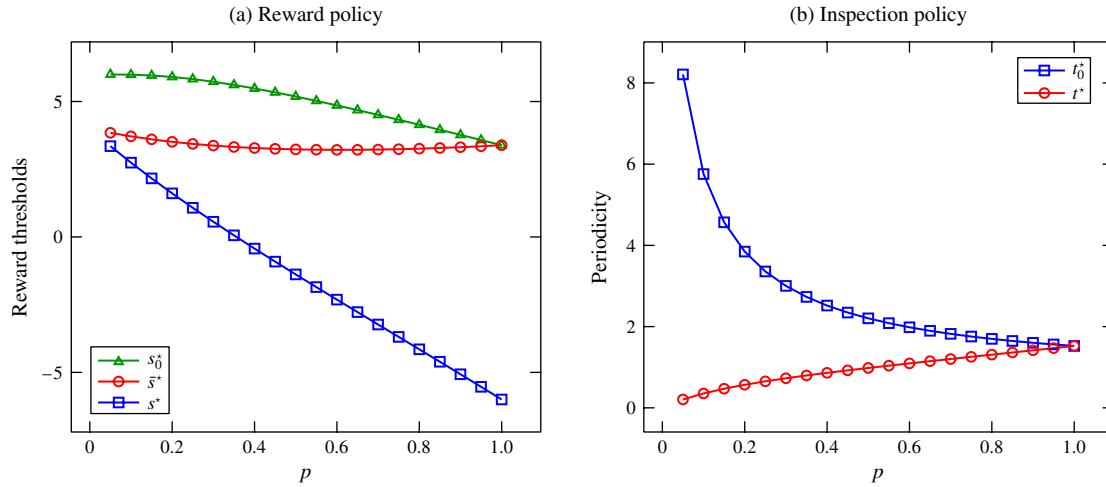 (a) Reward policy
Reward thresholds
5
0
−5
s₀⋆
s̄⋆
s⋆
0
0.2
0.4
0.6
0.8
1.0
p
(b) Inspection policy
Periodicity
8
6
4
2
0
t₀⋆
t⋆
0
0.2
0.4
0.6
0.8
1.0
p